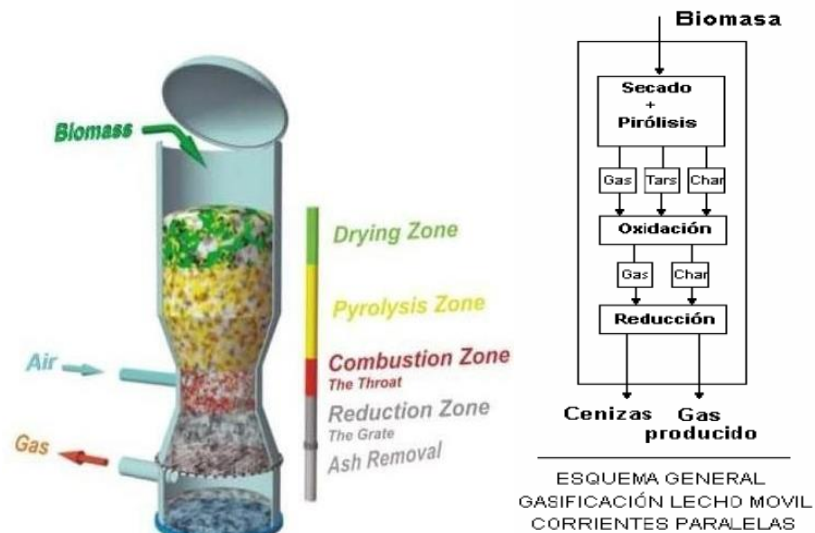 Biomass
Drying Zone
Pyrolysis Zone
Air
Combustion Zone
The Throat
Reduction Zone
The Grate
Gas
Ash Removal
Biomasa
Secado
+
Pirólisis
Gas Tars Char
Oxidación
Gas Char
Reducción
Cenizas Gas
producido
ESQUEMA GENERAL
GASIFICACIÓN LECHO MOVIL
CORRIENTES PARALELAS